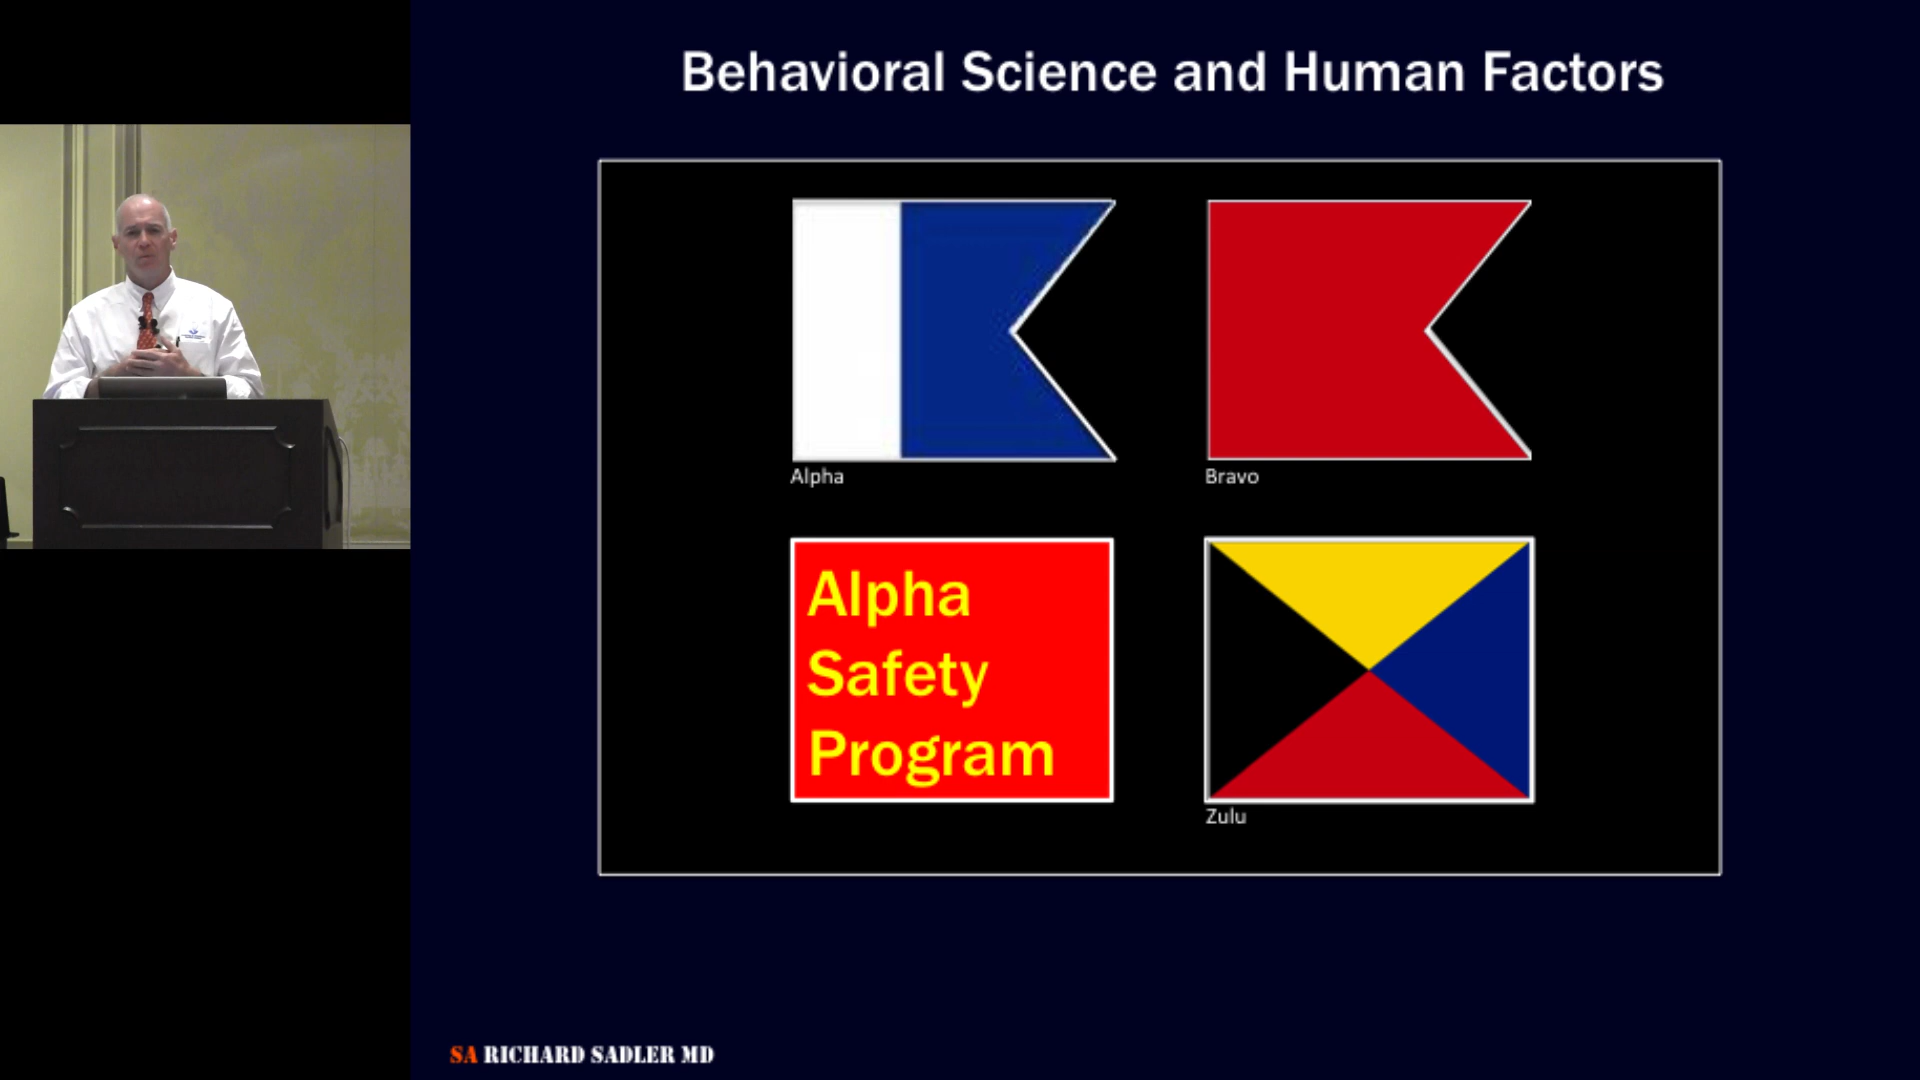 Behavioral Science and Human Factors
Alpha
Bravo
Alpha
Safety
Program
Zulu
SA RICHARD SADLER MD